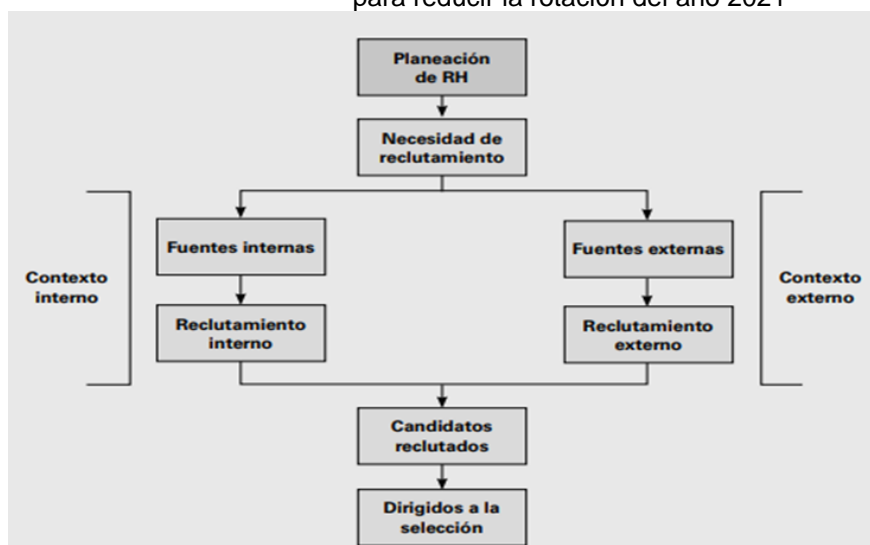 para reducir la rotación del año 2021
Planeación
de RH
Necesidad de
reclutamiento
Fuentes internas
Fuentes externas
Contexto
interno
Contexto
externo
Reclutamiento
interno
Reclutamiento
externo
Candidatos
reclutados
Dirigidos a la
selección